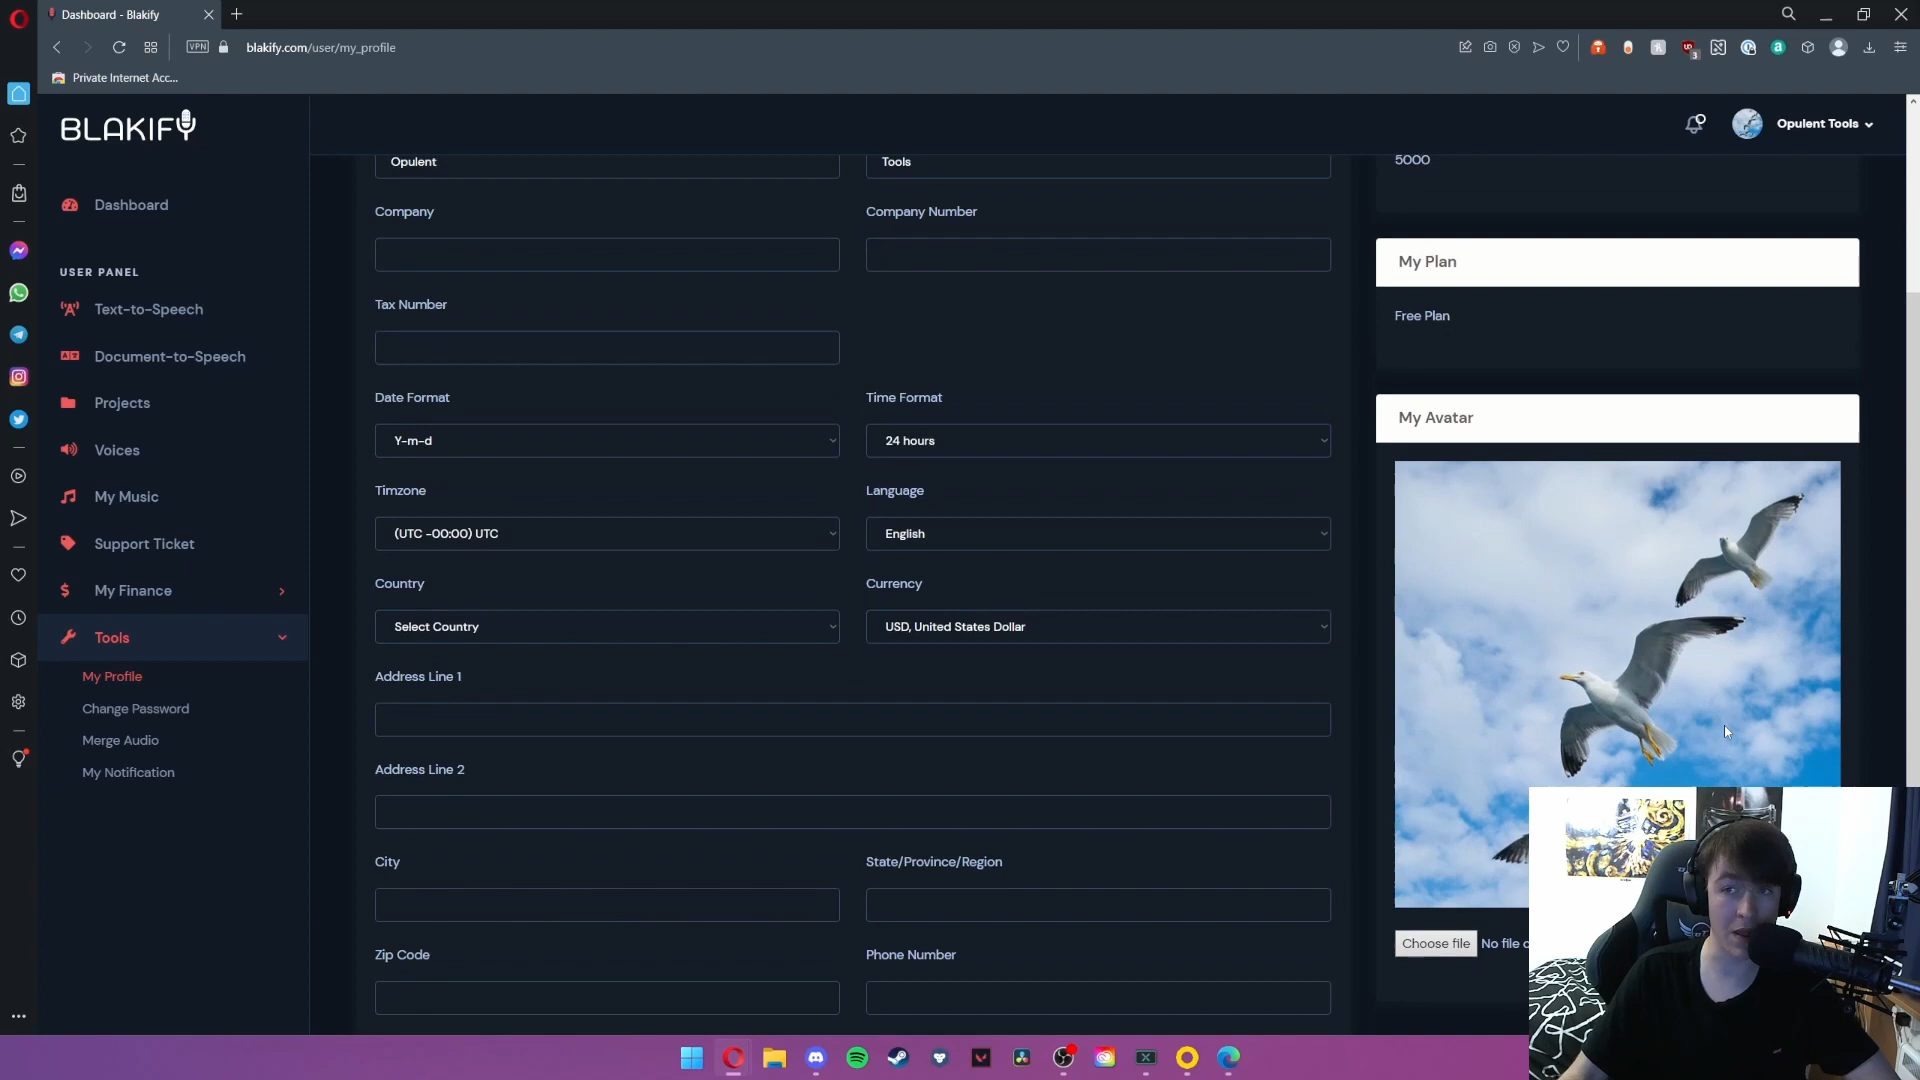 Dashboard - Blakify
VPN
blakify.com/user/my_profile
3
Private Internet Acc...
BLAKIFY
Opulent Tools
Dashboard
USER PANEL
Text-to-Speech
Document-to-Speech
Projects
Voices
My Music
Support Ticket
My Finance
Tools
My Profile
Change Password
Merge Audio
My Notification
Opulent
Tools
Company
Company Number
Tax Number
Date Format
Time Format
Y-m-d
24 hours
Timzone
Language
(UTC -00:00) UTC
English
Country
Currency
Select Country
USD, United States Dollar
Address Line 1
Address Line 2
City
State/Province/Region
Zip Code
Phone Number
5000
My Plan
Free Plan
My Avatar
Choose file No file